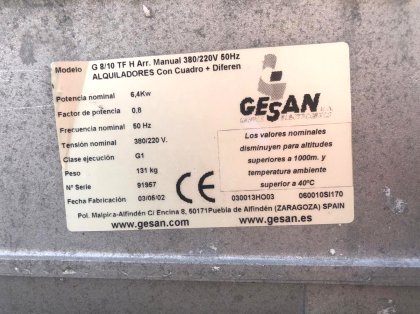 Modelo G 8/10 TF H Arr. Manual 380/220V 50Hz
ALQUILADORES Con Cuadro + Diferen
Potencia nominal 6,4Kw
Factor de potencia 0,8
Frecuencia nominal 50 Hz
Tensión nominal 380/220 V.
Clase ejecución G1
Peso 131 kg
Nº Serie 91957
Fecha Fabricación 03/05/02
GESAN
Los valores nominales
disminuyen para altitudes
superiores a 1000m. y
temperatura ambiente
superior a 40ºC
CE
030013HO03 060010SI170
Pol. Malpica-Alfindén C/ Encina 8, 50171Puebla de Alfindén (ZARAGOZA) SPAIN
www.gesan.com www.gesan.es